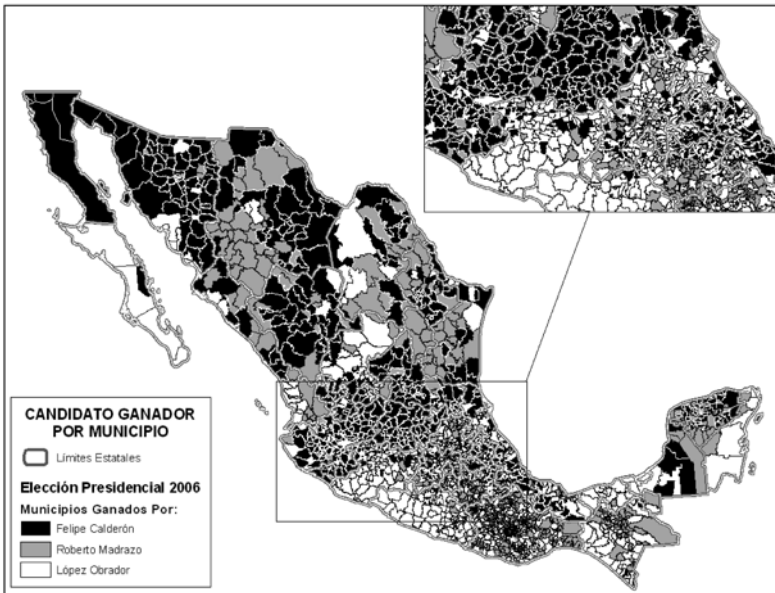 CANDIDATO GANADOR
POR MUNICIPIO
Límites Estatales
Elección Presidencial 2006
Municipios Ganados Por:
Felipe Calderón
Roberto Madrazo
López Obrador